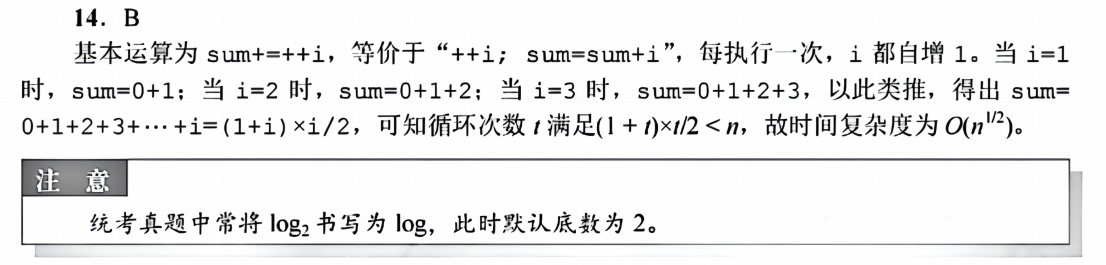 14．B
基本运算为 sum+=++i，等价于“++i; sum=sum+i”，每执行一次，i 都自增 1。当 i=1
时，sum=0+1；当 i=2 时，sum=0+1+2；当 i=3 时，sum=0+1+2+3，以此类推，得出 sum=
0+1+2+3+…+i=(1+i)×i/2，可知循环次数 t 满足(1 + t)×t/2 < n，故时间复杂度为 O(n^{1/2})。
注 意
统考真题中常将 log₂ 书写为 log，此时默认底数为 2。